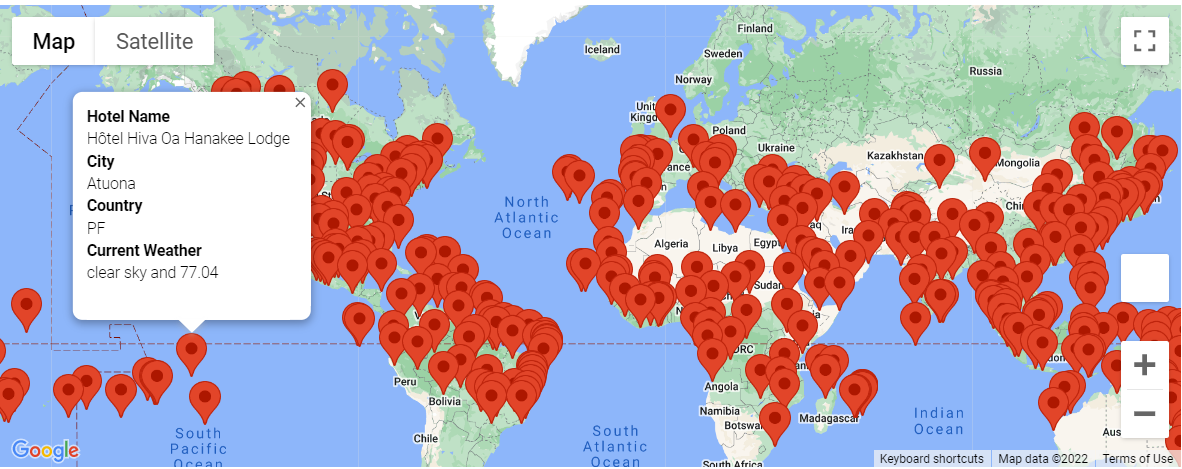 Map
Satellite
Hotel Name
Hôtel Hiva Oa Hanakee Lodge
City
Atuona
Country
PF
Current Weather
clear sky and 77.04
Iceland
Finland
Sweden
Norway
Russia
Poland
Ukraine
Kazakhstan
Mongolia
North
Atlantic
Ocean
Algeria
Libya
DRC
Peru
Bolivia
Chile
Angola
Namibia
Madagascar
South
Pacific
Ocean
South
Atlantic
Ocean
Indian
Ocean
South Africa
Google
Keyboard shortcuts
Map data ©2022
Terms of Use